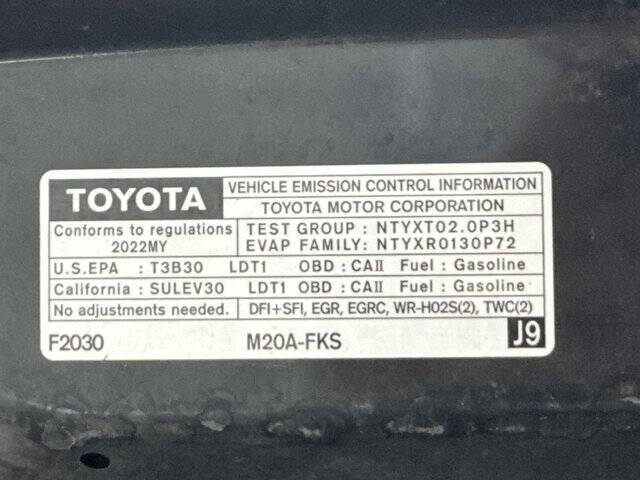 TOYOTA VEHICLE EMISSION CONTROL INFORMATION
TOYOTA MOTOR CORPORATION
Conforms to regulations
2022MY
TEST GROUP : NTYXT02.0P3H
EVAP FAMILY: NTYXR0130P72
U.S.EPA : T3B30 LDT1 OBD : CAII Fuel : Gasoline
California : SULEV30 LDT1 OBD : CAII Fuel : Gasoline
No adjustments needed. DFI+SFI, EGR, EGRC, WR-HO2S(2), TWC(2)
F2030 M20A-FKS J9